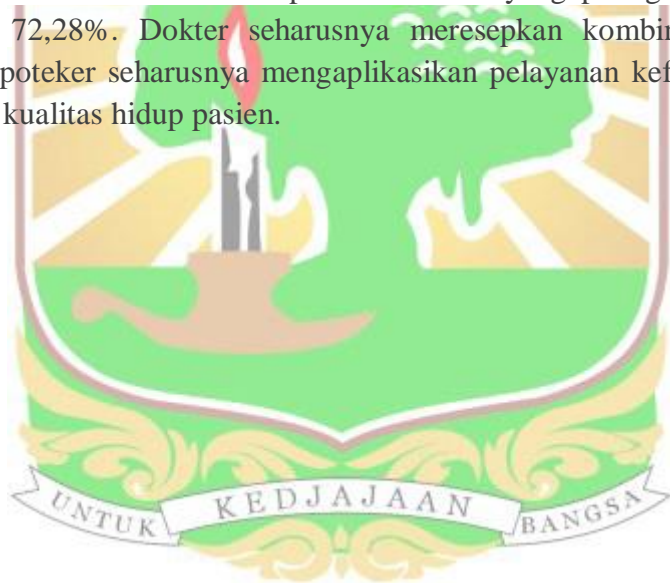 72,28%. Dokter seharusnya meresepkan kombin
poteker seharusnya mengaplikasikan pelayanan kef
kualitas hidup pasien.
UNTUK KEDJAJAAN BANGSA